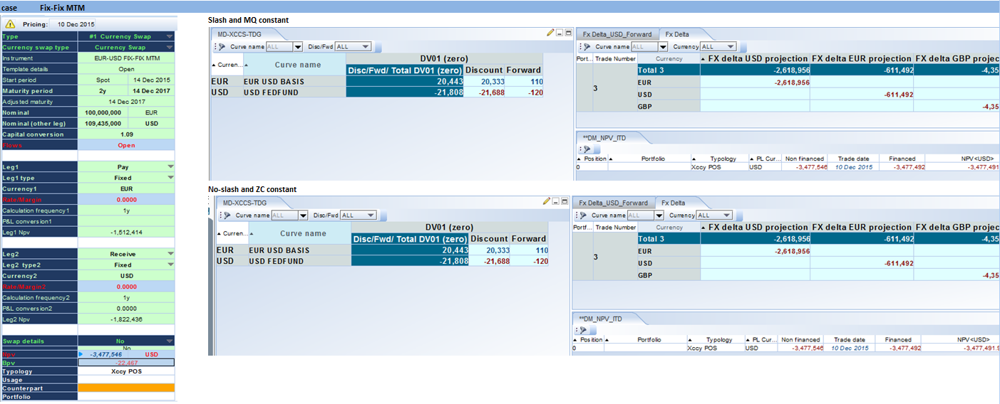 case Fix-Fix MTM
Pricing: 10 Dec 2015
Type #1 Currency Swap
Currency swap type Currency Swap
Instrument EUR-USD FIX-FIX MTM
Template details Open
Start period Spot 14 Dec 2015
Maturity period 2y 14 Dec 2017
Adjusted maturity 14 Dec 2017
Nominal 100,000,000 EUR
Nominal (other leg) 109,435,000 USD
Capital conversion 1.09
Flows Open
Leg1 Pay
Leg1 type Fixed
Currency1 EUR
Rate/Margin 0.0000
Calculation frequency1 1y
P&L conversion1
Leg1 Npv -1,512,414
Leg2 Receive
Leg2 type2 Fixed
Currency2 USD
Rate/Margin2 0.0000
Calculation frequency2 1y
P&L conversion2 0.0000
Leg2 Npv -1,822,436
Swap details No
No
Npv -3,477,546 USD
Bpv -22,467
Typology Xccy POS
Usage
Counterpart
Portfolio
Slash and MQ constant
MD-XCCS-TDG
Curve name ALL Disc/Fwd ALL
DV01 (zero)
Curren... Curve name
Disc/Fwd/ Total DV01 (zero) Discount Forward
EUR EUR USD BASIS 20,443 20,333 110
USD USD FEDFUND -21,808 -21,688 -120
Fx Delta_USD_Forward Fx Delta
Curve name ALL Currency ALL
Port... Trade Number Currency FX delta USD projection FX delta EUR projection FX delta GBP projec
Total 3 -2,618,956 -611,492 -4,35
3
EUR -2,618,956
USD -611,492
GBP -4,35
**DM_NPV_ITD
Position Portfolio Typology PL Cur... Non financed Trade date Financed NPV<USD>
0 Xccy POS USD -3,477,546 10 Dec 2015 -3,477,492 -3,477,491
No-slash and ZC constant
MD-XCCS-TDG
Curve name ALL Disc/Fwd ALL
DV01 (zero)
Curren... Curve name
Disc/Fwd/ Total DV01 (zero) Discount Forward
EUR EUR USD BASIS 20,443 20,333 110
USD USD FEDFUND -21,808 -21,688 -120
Fx Delta_USD_Forward Fx Delta
Curve name ALL Currency ALL
Portf... Trade Number Currency FX delta USD projection FX delta EUR projection FX delta GBP projec
Total 3 -2,618,956 -611,492 -4,35
3
EUR -2,618,956
USD -611,492
GBP -4,35
**DM_NPV_ITD
Position Portfolio Typology PL Cur... Non financed Trade date Financed NPV<USD>
0 Xccy POS USD -3,477,546 10 Dec 2015 -3,477,492 -3,477,491.9